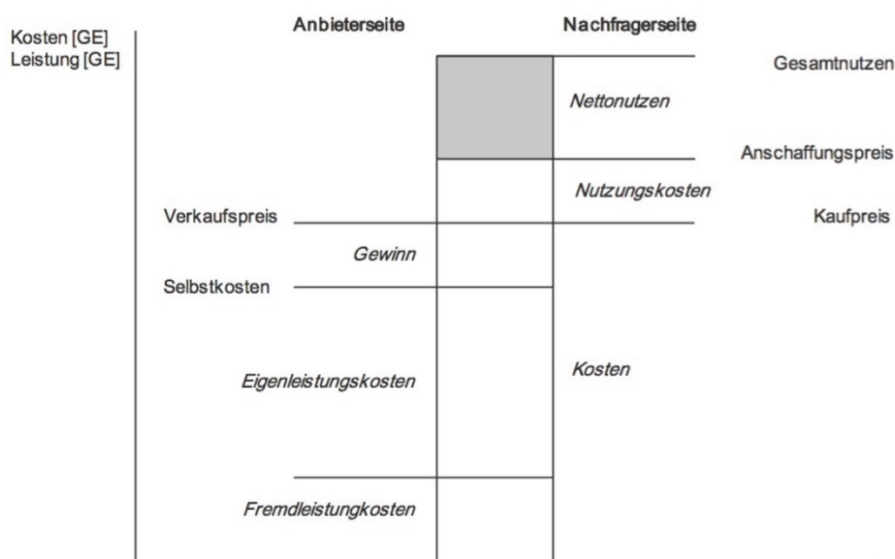 Kosten [GE]
Leistung [GE]
Anbieterseite
Nachfragerseite
Gesamtnutzen
Nettonutzen
Anschaffungspreis
Nutzungskosten
Verkaufspreis
Kaufpreis
Gewinn
Selbstkosten
Eigenleistungskosten
Kosten
Fremdleistungkosten